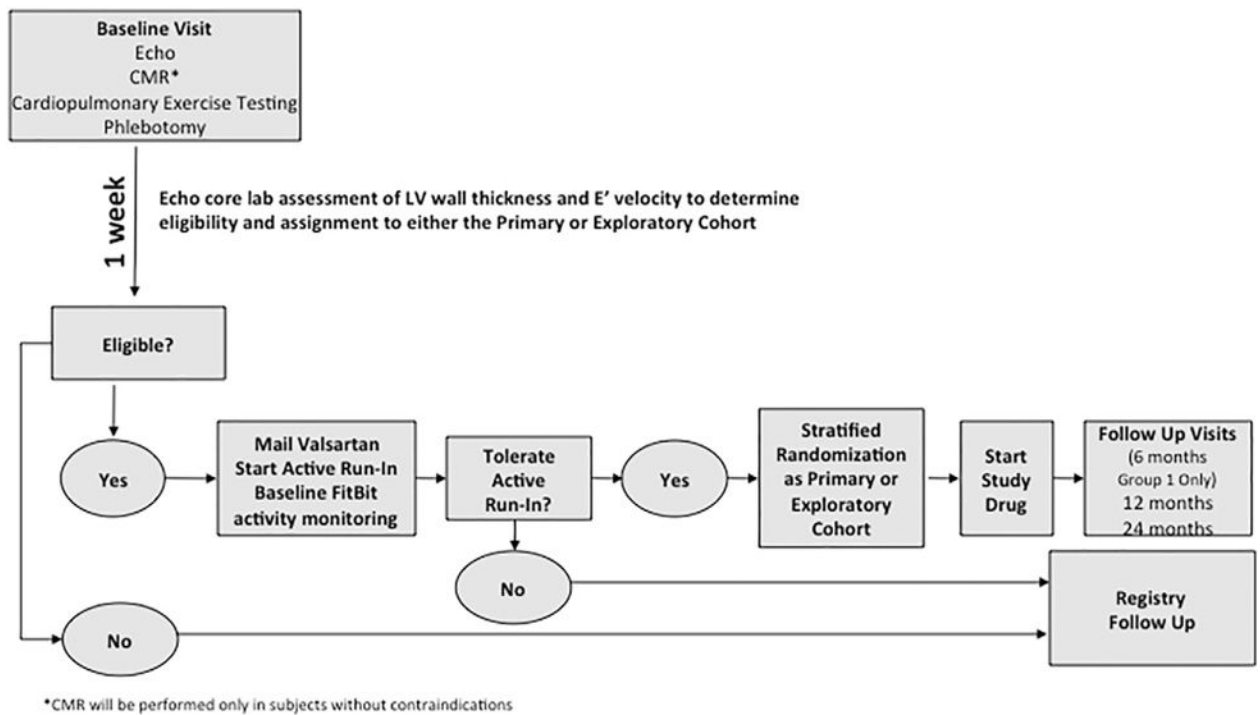 Baseline Visit
Echo
CMR*
Cardiopulmonary Exercise Testing
Phlebotomy
1 week
Echo core lab assessment of LV wall thickness and E’ velocity to determine
eligibility and assignment to either the Primary or Exploratory Cohort
Eligible?
Yes
Mail Valsartan
Start Active Run-In
Baseline FitBit
activity monitoring
Tolerate
Active
Run-In?
Yes
Stratified
Randomization
as Primary or
Exploratory
Cohort
Start
Study
Drug
Follow Up Visits
(6 months
Group 1 Only)
12 months
24 months
No
No
Registry
Follow Up
*CMR will be performed only in subjects without contraindications